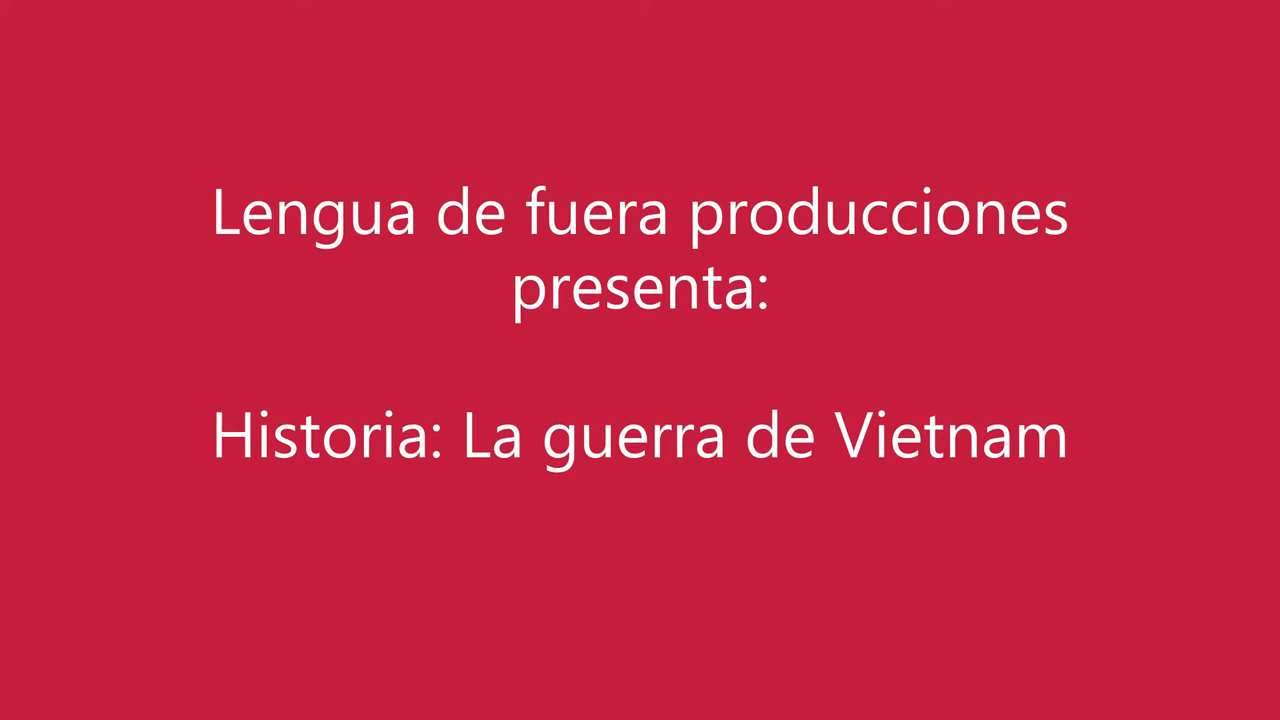 Lengua de fuera producciones
presenta:
Historia: La guerra de Vietnam